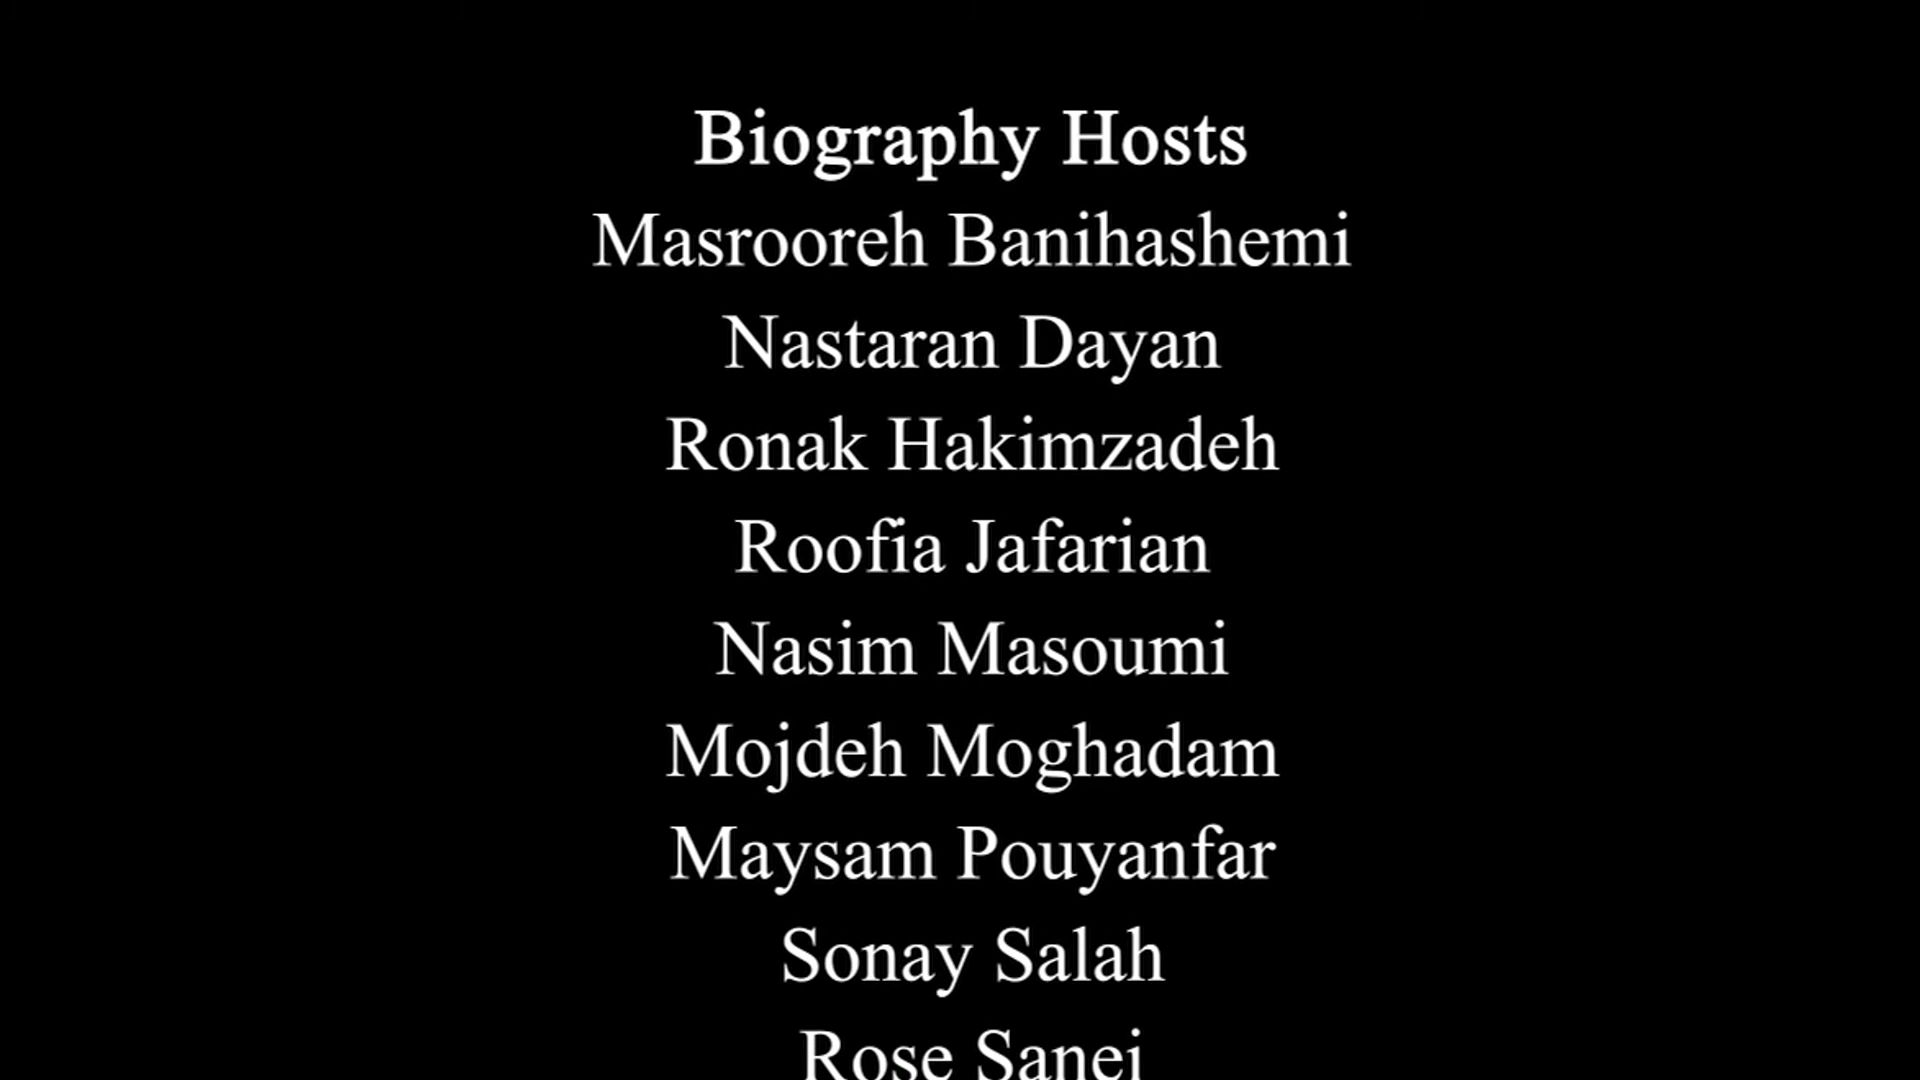 Biography Hosts
Masrooreh Banihashemi
Nastaran Dayan
Ronak Hakimzadeh
Roofia Jafarian
Nasim Masoumi
Mojdeh Moghadam
Maysam Pouyanfar
Sonay Salah
Rose Sanei